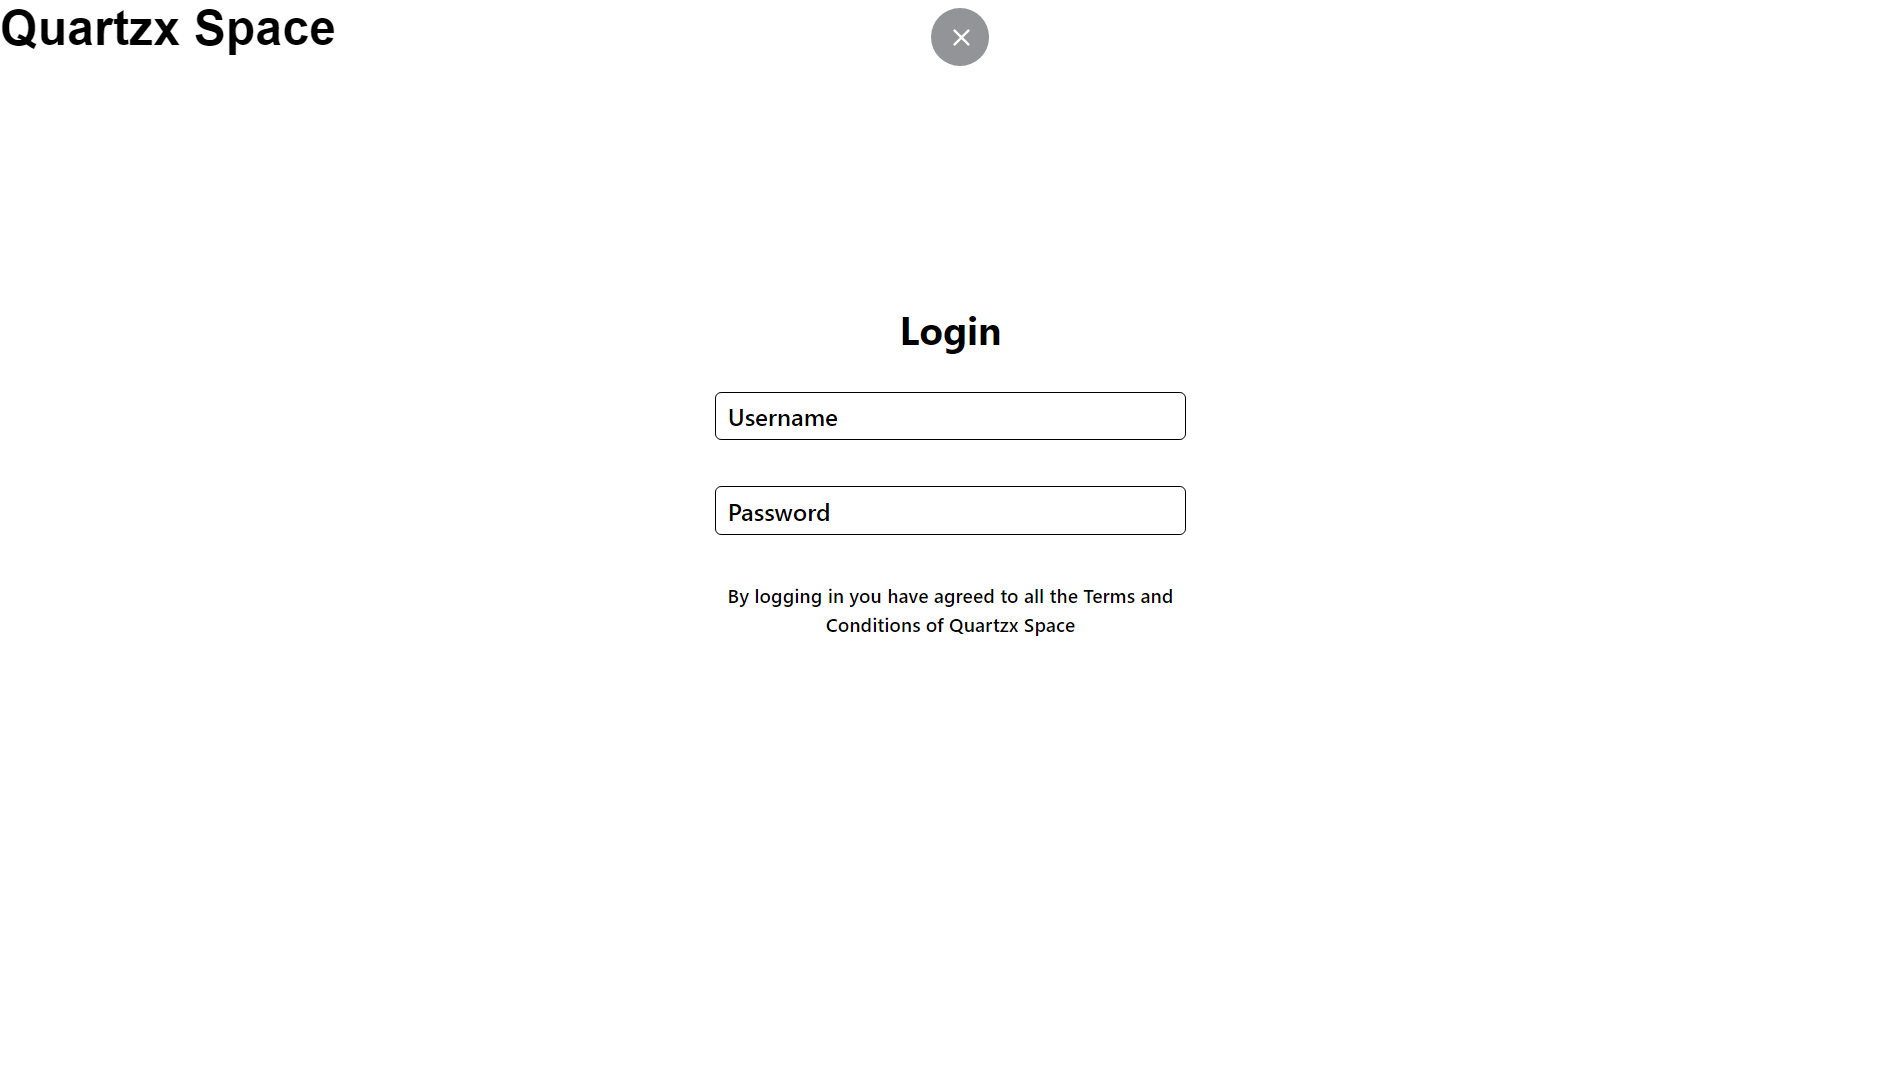 Quartzx Space
Login
Username
Password
By logging in you have agreed to all the Terms and
Conditions of Quartzx Space